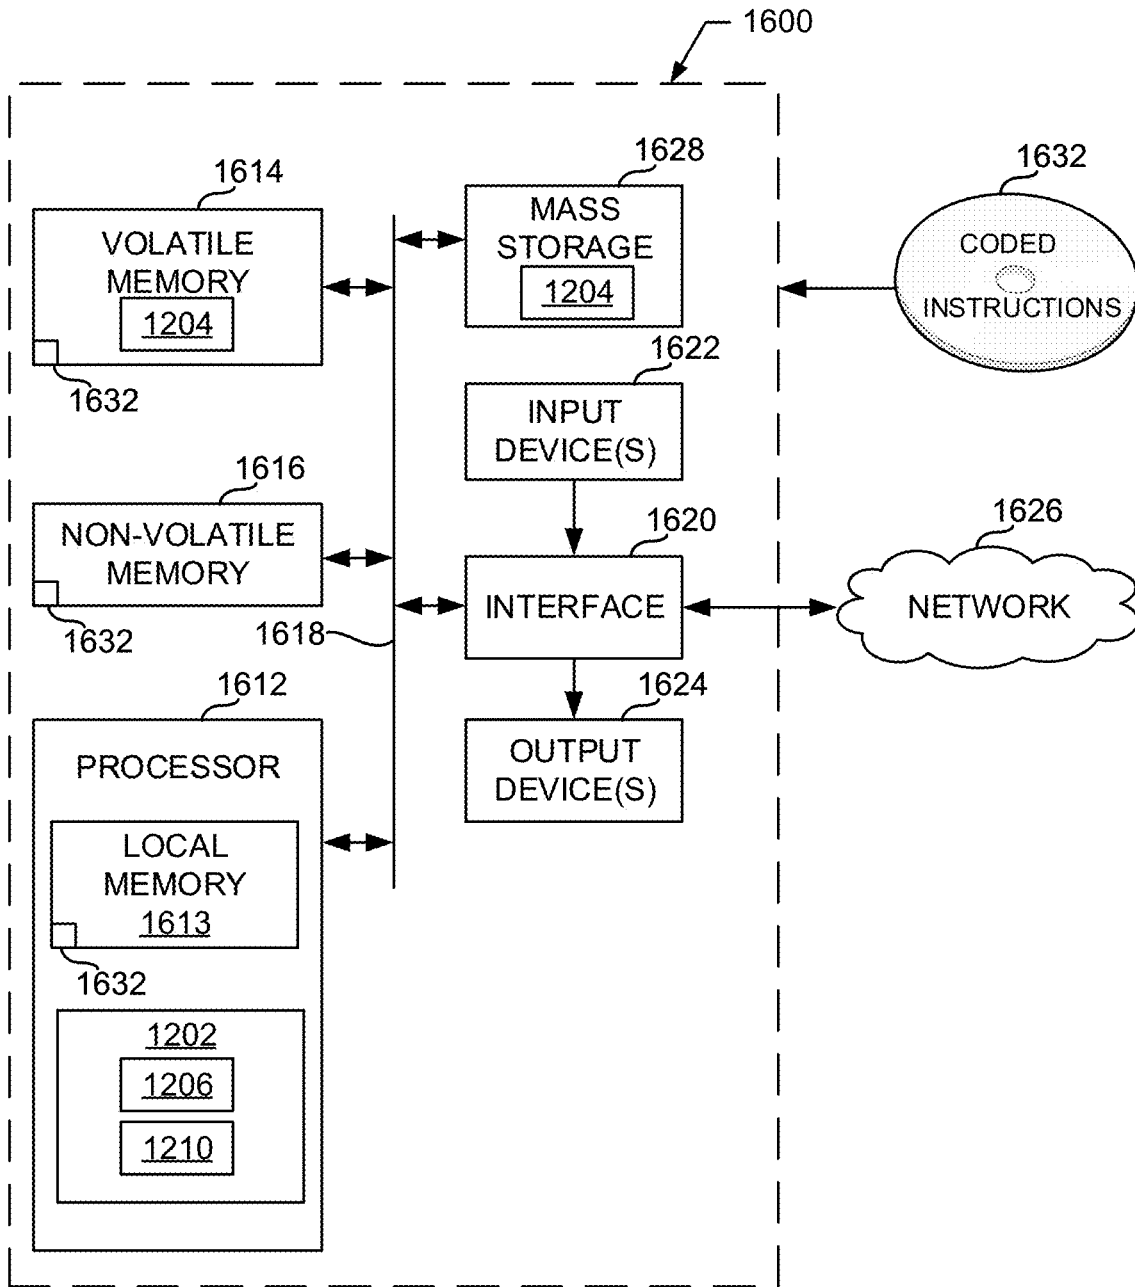 1600
1614
VOLATILE
MEMORY
1204
1632
1628
MASS
STORAGE
1204
1632
CODED
INSTRUCTIONS
1622
INPUT
DEVICE(S)
1616
NON-VOLATILE
MEMORY
1632
1618
1620
INTERFACE
1626
NETWORK
1624
OUTPUT
DEVICE(S)
1612
PROCESSOR
LOCAL
MEMORY
1613
1632
1202
1206
1210